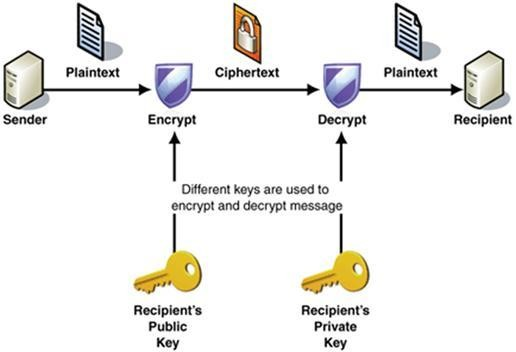 Plaintext
Ciphertext
Plaintext
Sender
Encrypt
Decrypt
Recipient
Different keys are used to
encrypt and decrypt message
Recipient's
Public
Key
Recipient's
Private
Key